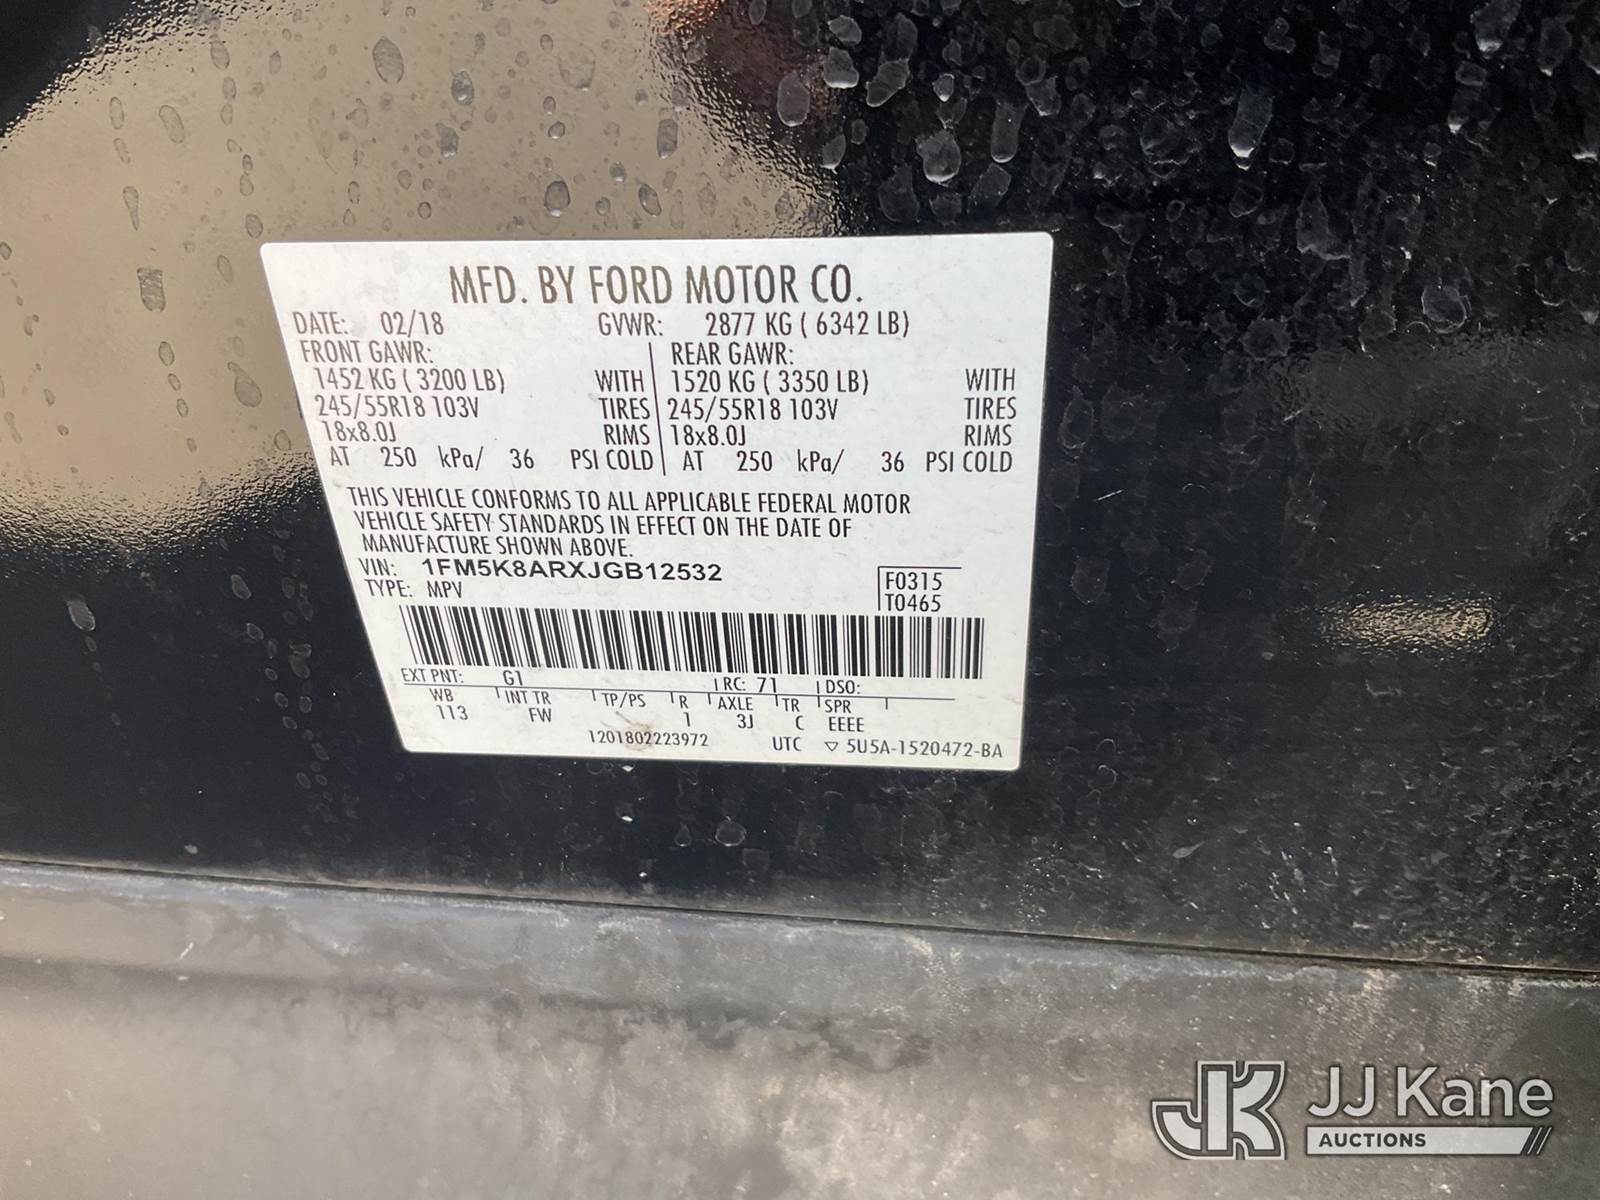 MFD. BY FORD MOTOR CO.
DATE: 02/18 GVWR: 2877 KG ( 6342 LB)
FRONT GAWR: REAR GAWR:
1452 KG ( 3200 LB) WITH 1520 KG ( 3350 LB) WITH
245/55R18 103V TIRES 245/55R18 103V TIRES
18x8.0J RIMS 18x8.0J RIMS
AT 250 kPa/ 36 PSI COLD AT 250 kPa/ 36 PSI COLD
THIS VEHICLE CONFORMS TO ALL APPLICABLE FEDERAL MOTOR
VEHICLE SAFETY STANDARDS IN EFFECT ON THE DATE OF
MANUFACTURE SHOWN ABOVE.
VIN: 1FM5K8ARXJGB12532 F0315
TYPE: MPV T0465
EXT PNT: G1 RC: 71 DSO:
WB INT TR TP/PS R AXLE TR SPR
113 FW 1 3J C EEEE
1201802223972 UTC ▽ 5U5A-1520472-BA
JK JJ Kane
AUCTIONS